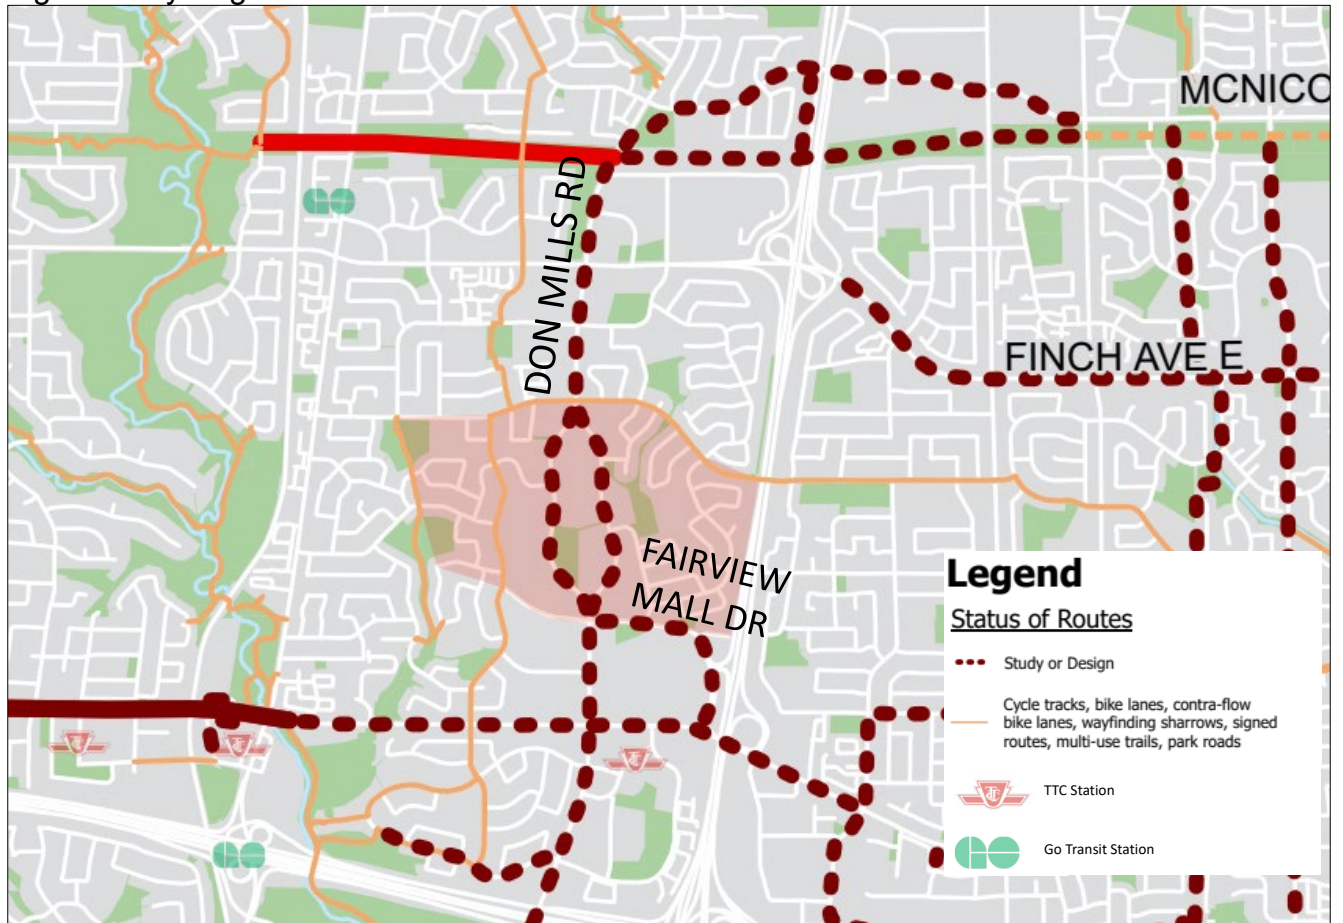 MCNICO
DON MILLS RD
FINCH AVE E
FAIRVIEW
MALL DR
Legend
Status of Routes
Study or Design
Cycle tracks, bike lanes, contra-flow
bike lanes, wayfinding sharrows, signed
routes, multi-use trails, park roads
TTC Station
Go Transit Station